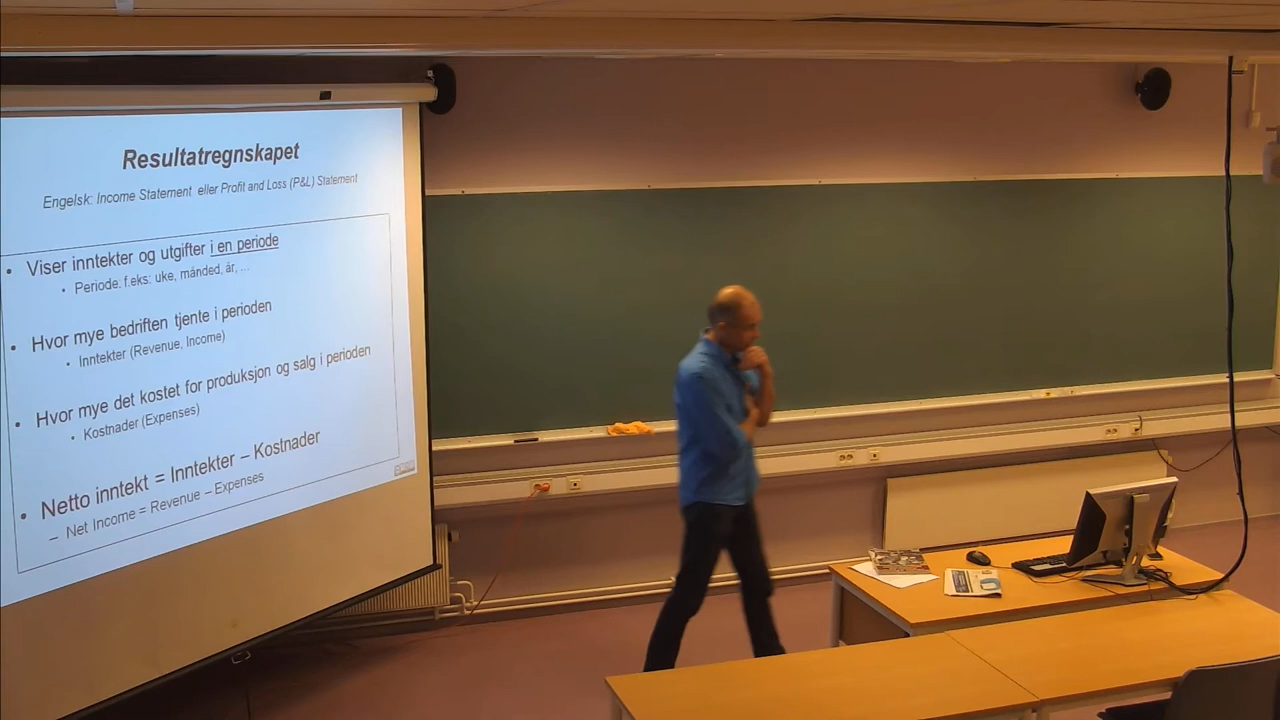 Resultatregnskapet
Engelsk: Income Statement eller Profit and Loss (P&L) Statement
• Viser inntekter og utgifter i en periode
• Periode. f.eks: uke, månded, år, ...
• Hvor mye bedriften tjente i perioden
• Inntekter (Revenue, Income)
• Hvor mye det kostet for produksjon og salg i perioden
• Kostnader (Expenses)
• Netto inntekt = Inntekter – Kostnader
– Net Income = Revenue – Expenses